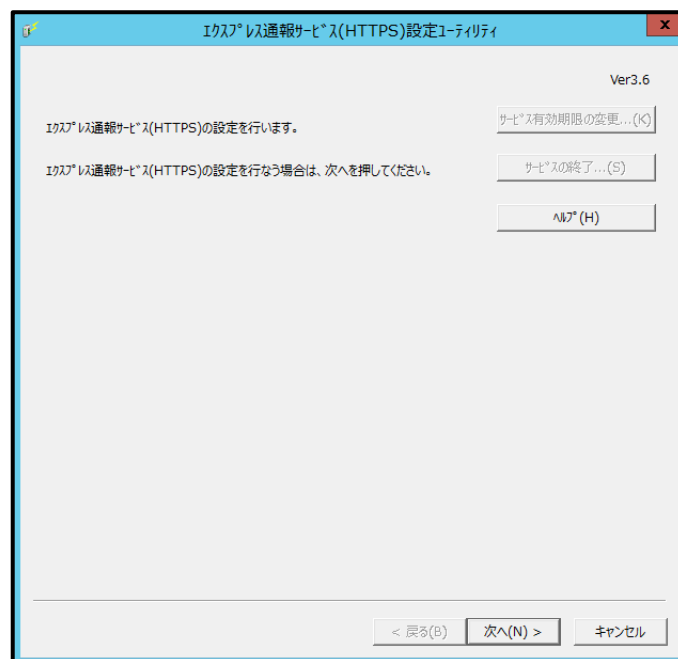 ｴｸｽﾌﾟﾚｽ通報ｻｰﾋﾞｽ(HTTPS)設定ﾕｰﾃｨﾘﾃｨ
x
Ver3.6
ｴｸｽﾌﾟﾚｽ通報ｻｰﾋﾞｽ(HTTPS)の設定を行います。
ｻｰﾋﾞｽ有効期限の変更...(K)
ｴｸｽﾌﾟﾚｽ通報ｻｰﾋﾞｽ(HTTPS)の設定を行なう場合は、次へを押してください。
ｻｰﾋﾞｽの終了...(S)
ﾍﾙﾌﾟ(H)
< 戻る(B)
次へ(N) >
キャンセル